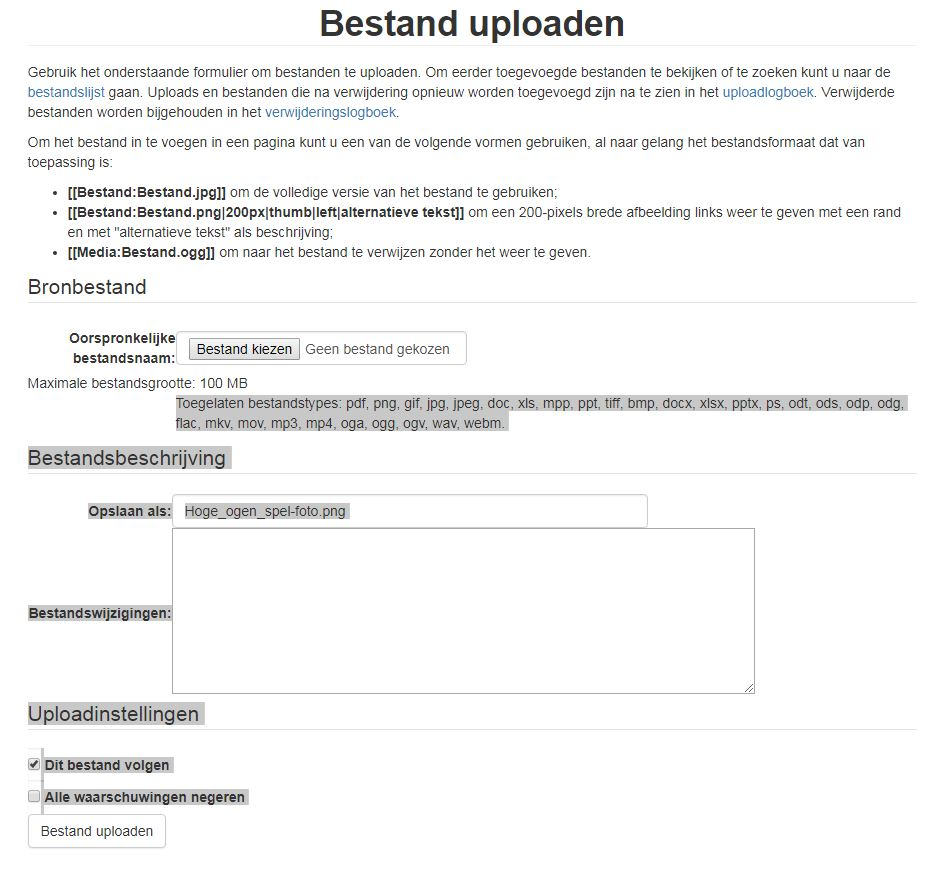 Bestand uploaden
Gebruik het onderstaande formulier om bestanden te uploaden. Om eerder toegevoegde bestanden te bekijken of te zoeken kunt u naar de
bestandslijst gaan. Uploads en bestanden die na verwijdering opnieuw worden toegevoegd zijn na te zien in het uploadlogboek. Verwijderde
bestanden worden bijgehouden in het verwijderingslogboek.
Om het bestand in te voegen in een pagina kunt u een van de volgende vormen gebruiken, al naar gelang het bestandsformaat dat van
toepassing is:
• [[Bestand:Bestand.jpg]] om de volledige versie van het bestand te gebruiken;
• [[Bestand:Bestand.png|200px|thumb|left|alternatieve tekst]] om een 200-pixels brede afbeelding links weer te geven met een rand
en met "alternatieve tekst" als beschrijving;
• [[Media:Bestand.ogg]] om naar het bestand te verwijzen zonder het weer te geven.
Bronbestand
Oorspronkelijke
bestandsnaam: Bestand kiezen Geen bestand gekozen
Maximale bestandsgrootte: 100 MB
Toegelaten bestandstypes: pdf, png, gif, jpg, jpeg, doc, xls, mpp, ppt, tiff, bmp, docx, xlsx, pptx, ps, odt, ods, odp, odg,
flac, mkv, mov, mp3, mp4, oga, ogg, ogv, wav, webm.
Bestandsbeschrijving
Opslaan als: Hoge_ogen_spel-foto.png
Bestandswijzigingen:
Uploadinstellingen
Dit bestand volgen
Alle waarschuwingen negeren
Bestand uploaden